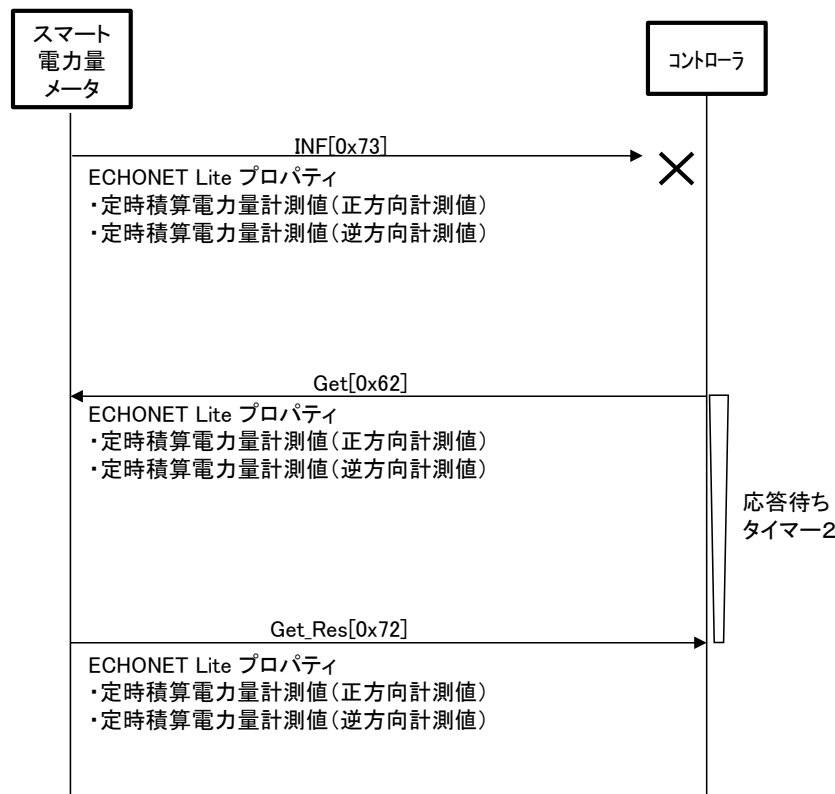 スマート
電力量
メータ
コントローラ
INF[0x73]
ECHONET Lite プロパティ
・定時積算電力量計測値（正方向計測値）
・定時積算電力量計測値（逆方向計測値）
Get[0x62]
ECHONET Lite プロパティ
・定時積算電力量計測値（正方向計測値）
・定時積算電力量計測値（逆方向計測値）
応答待ち
タイマー２
Get_Res[0x72]
ECHONET Lite プロパティ
・定時積算電力量計測値（正方向計測値）
・定時積算電力量計測値（逆方向計測値）